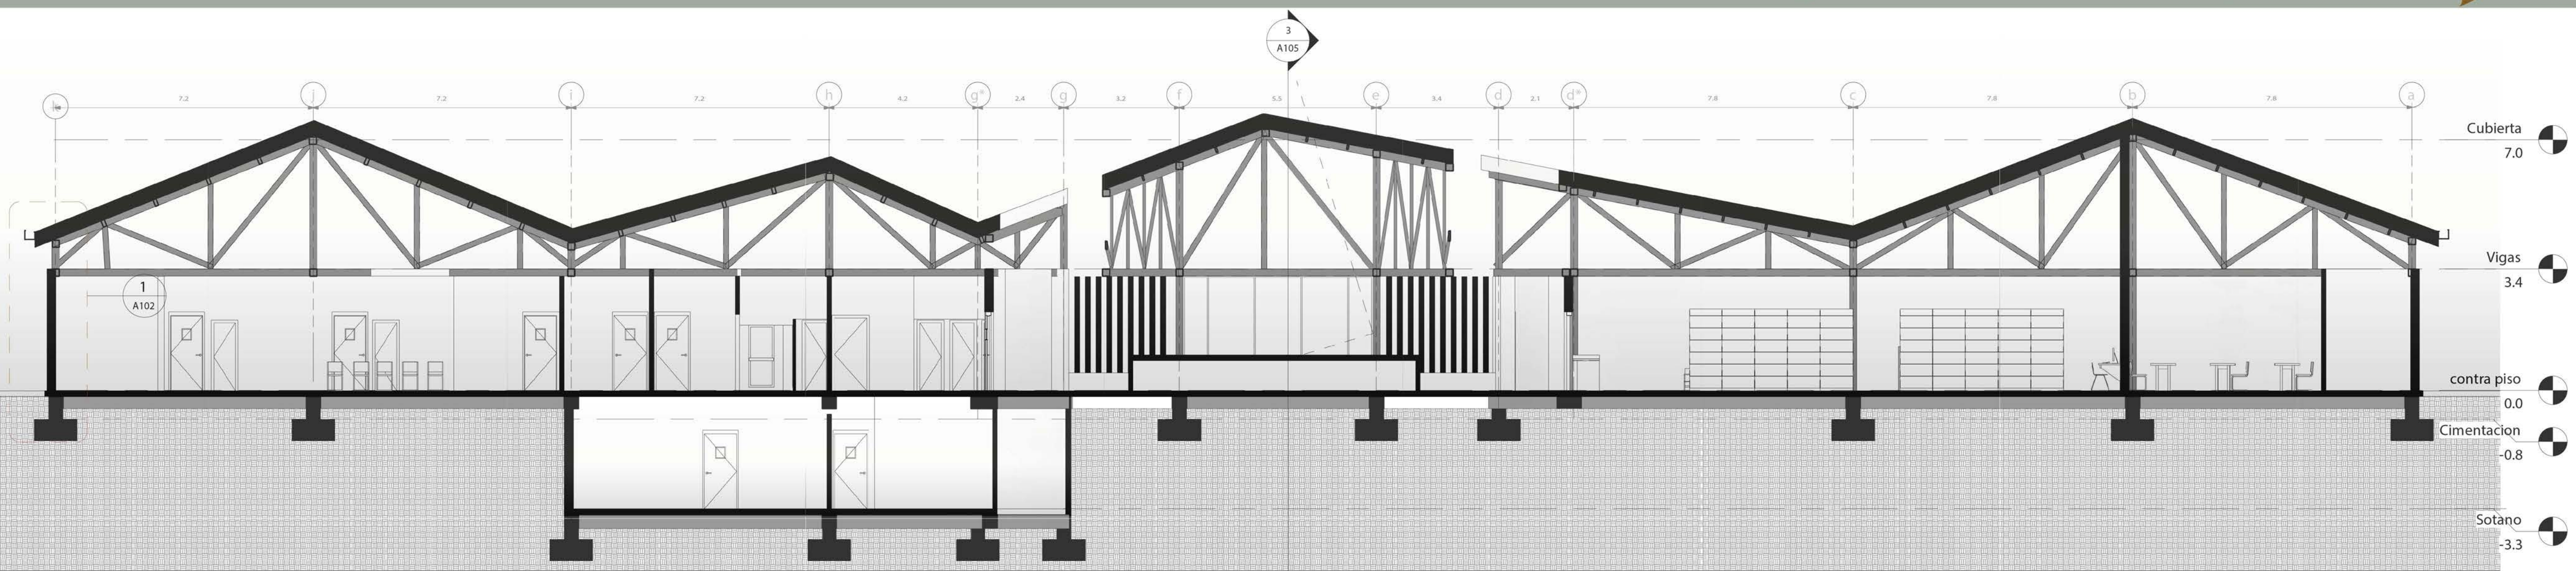 3
A105
j
i
h
g*
g
f
e
d
d*
c
b
a
7.2
7.2
7.2
4.2
2.4
3.2
5.5
3.4
2.1
7.8
7.8
7.8
Cubierta
7.0
Vigas
3.4
1
A102
contra piso
0.0
Cimentacion
-0.8
Sotano
-3.3